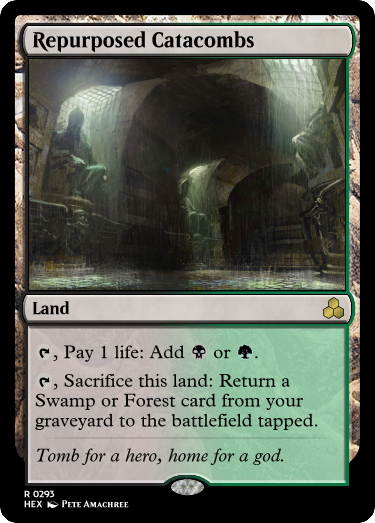 Repurposed Catacombs
Land
, Pay 1 life: Add or .
, Sacrifice this land: Return a
Swamp or Forest card from your
graveyard to the battlefield tapped.
Tomb for a hero, home for a god.
R 0293
HEX Pete Amachree